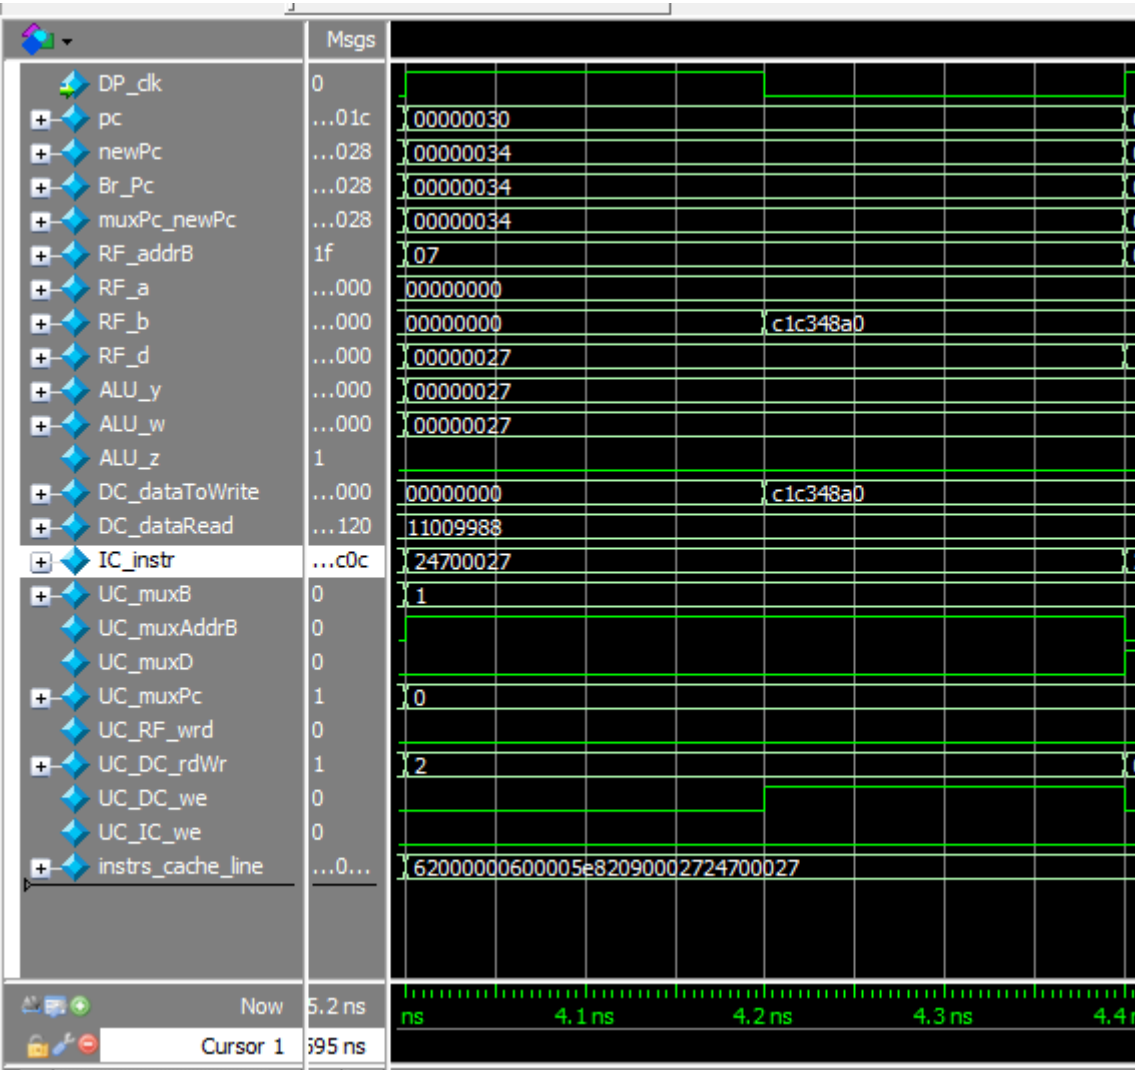 Msgs
DP_clk 0
pc ...01c 00000030
newPc ...028 00000034
Br_Pc ...028 00000034
muxPc_newPc ...028 00000034
RF_addrB 1f 07
RF_a ...000 00000000
RF_b ...000 00000000 c1c348a0
RF_d ...000 00000027
ALU_y ...000 00000027
ALU_w ...000 00000027
ALU_z 1
DC_dataToWrite ...000 00000000 c1c348a0
DC_dataRead ...120 11009988
IC_instr ...c0c 24700027
UC_muxB 0 1
UC_muxAddrB 0
UC_muxD 0
UC_muxPc 1 0
UC_RF_wrd 0
UC_DC_rdWr 1 2
UC_DC_we 0
UC_IC_we 0
instrs_cache_line ...0... 62000000600005e82090002724700027
Now 5.2 ns ns 4.1 ns 4.2 ns 4.3 ns
Cursor 1 595 ns